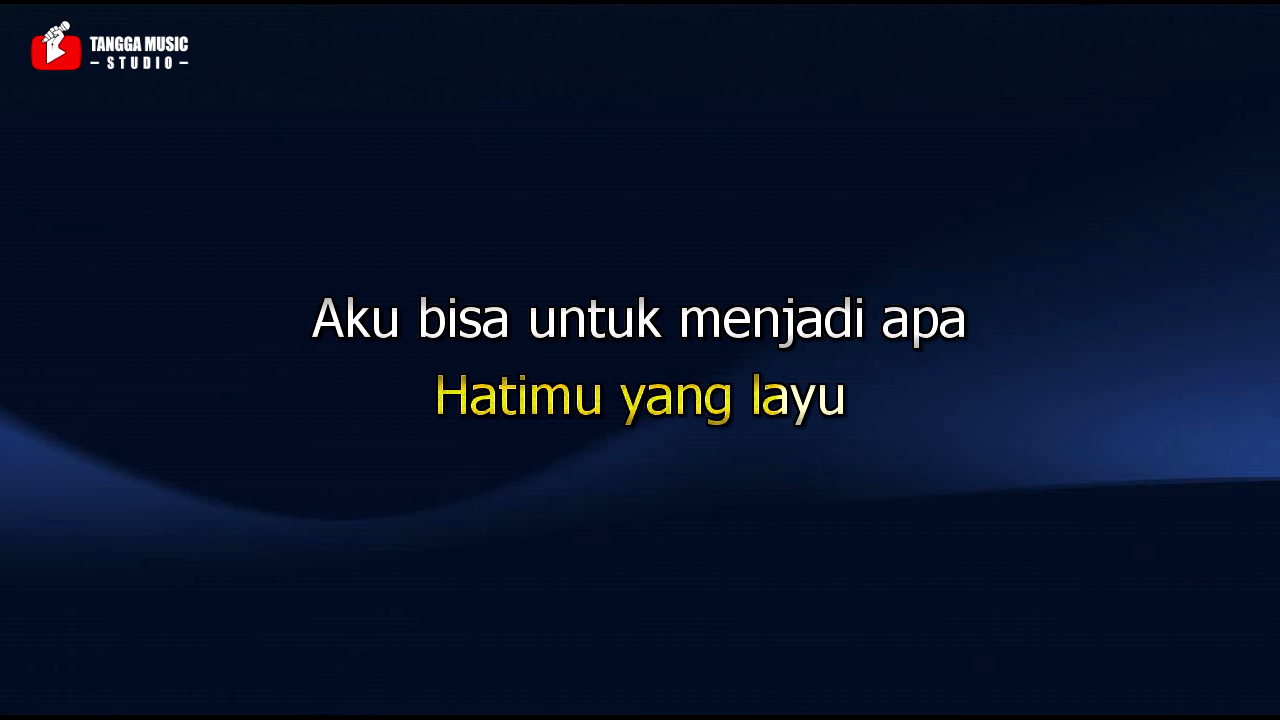 TANGGA MUSIC
– STUDIO –
Aku bisa untuk menjadi apa
Hatimu yang layu